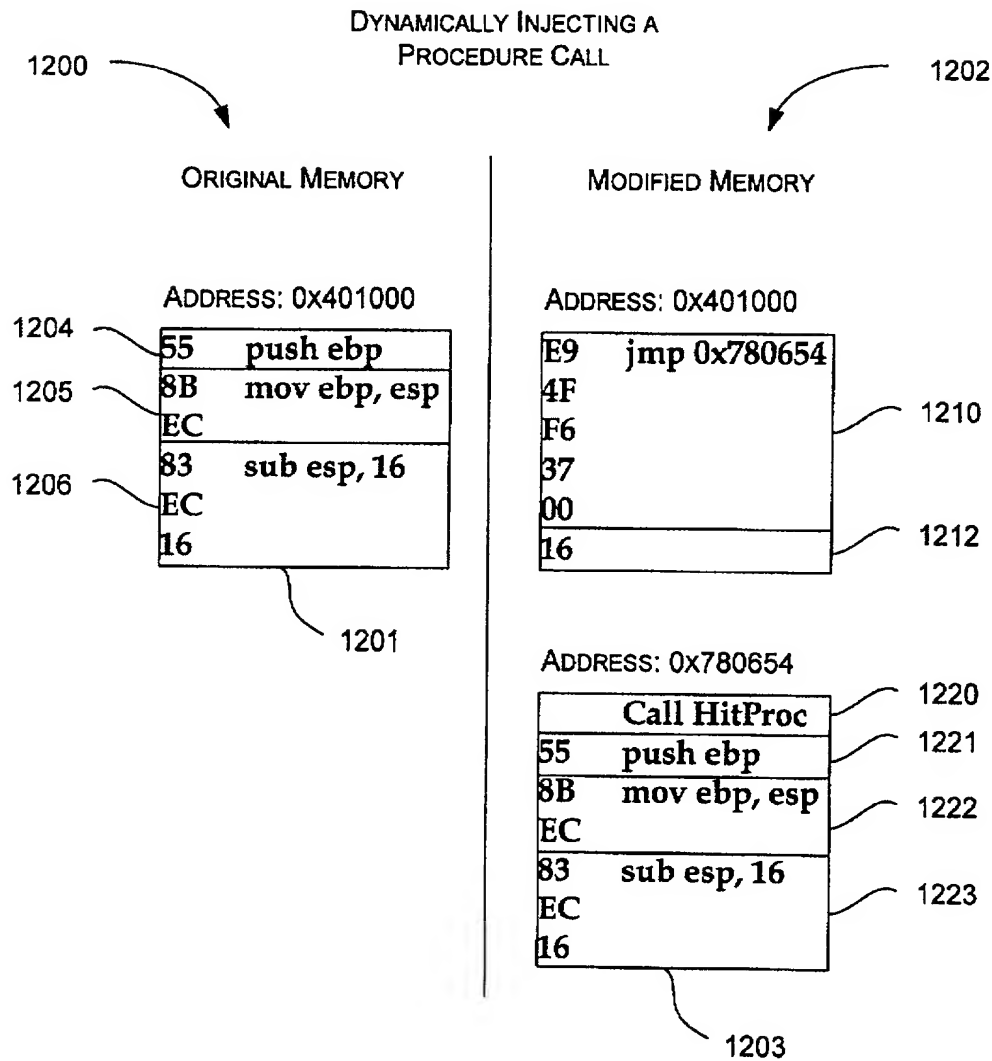 DYNAMICALLY INJECTING A
PROCEDURE CALL
1200
1202
ORIGINAL MEMORY
ADDRESS: 0X401000
1204
55 push ebp
1205
8B mov ebp, esp
EC
83 sub esp, 16
1206
EC
16
1201
MODIFIED MEMORY
ADDRESS: 0X401000
E9 jmp 0x780654
4F
F6
1210
37
00
16
1212
ADDRESS: 0X780654
Call HitProc
1220
55 push ebp
1221
8B mov ebp, esp
1222
EC
83 sub esp, 16
1223
EC
16
1203